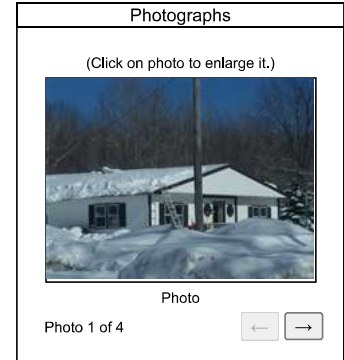 Photographs
(Click on photo to enlarge it.)
Photo
Photo 1 of 4
← →